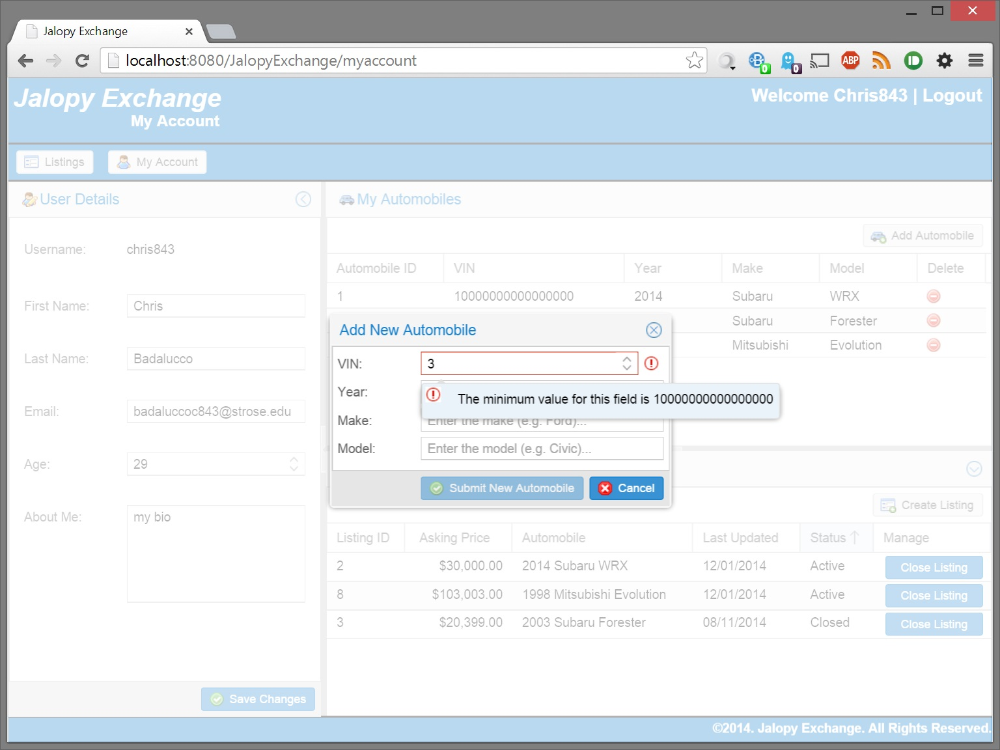 Jalopy Exchange
localhost:8080/JalopyExchange/myaccount
0
0
ABP
Jalopy Exchange
My Account
Welcome Chris843 | Logout
Listings
My Account
User Details
Username: chris843
First Name: Chris
Last Name: Badalucco
Email: badaluccoc843@strose.edu
Age: 29
About Me: my bio
Save Changes
My Automobiles
Add Automobile
Automobile ID VIN Year Make Model Delete
1 10000000000000000 2014 Subaru WRX
Subaru Forester
Mitsubishi Evolution
Add New Automobile
VIN: 3
Year:
The minimum value for this field is 10000000000000000
Make: Enter the make (e.g. Ford)...
Model: Enter the model (e.g. Civic)...
Submit New Automobile
Cancel
Create Listing
Listing ID Asking Price Automobile Last Updated Status Manage
2 $30,000.00 2014 Subaru WRX 12/01/2014 Active Close Listing
8 $103,003.00 1998 Mitsubishi Evolution 12/01/2014 Active Close Listing
3 $20,399.00 2003 Subaru Forester 08/11/2014 Closed Close Listing
©2014. Jalopy Exchange. All Rights Reserved.